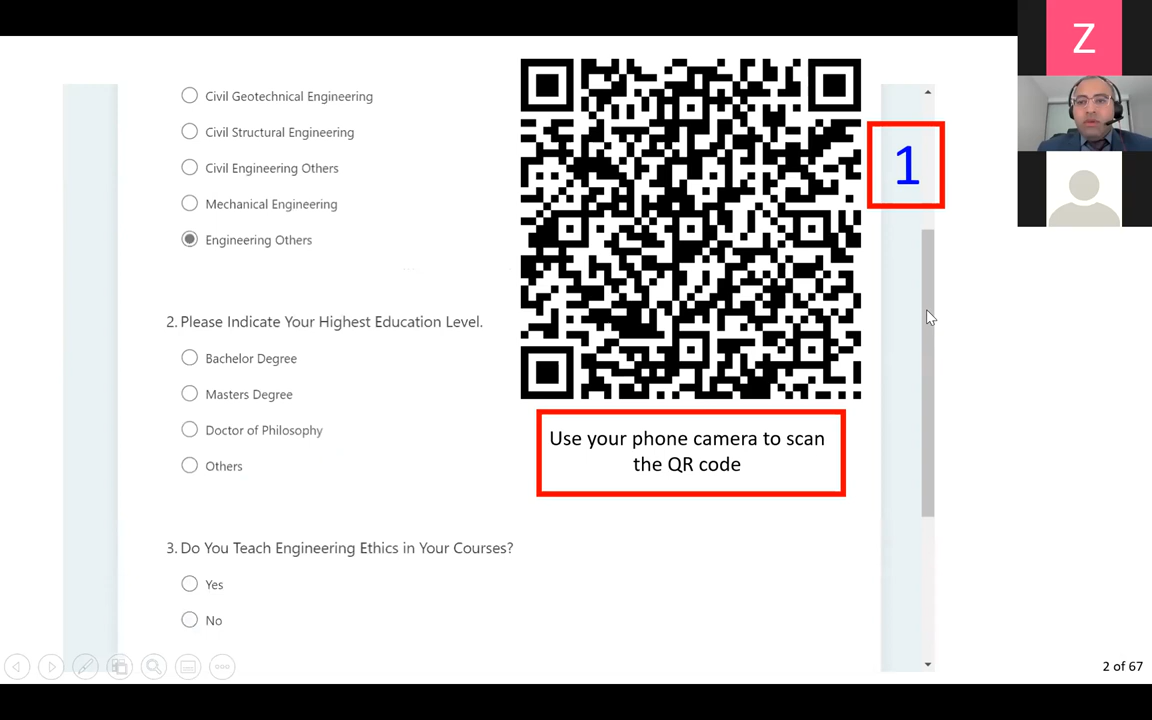 Z
Civil Geotechnical Engineering
Civil Structural Engineering
Civil Engineering Others
Mechanical Engineering
Engineering Others
1
2. Please Indicate Your Highest Education Level.
Bachelor Degree
Masters Degree
Doctor of Philosophy
Others
Use your phone camera to scan
the QR code
3. Do You Teach Engineering Ethics in Your Courses?
Yes
No
2 of 67